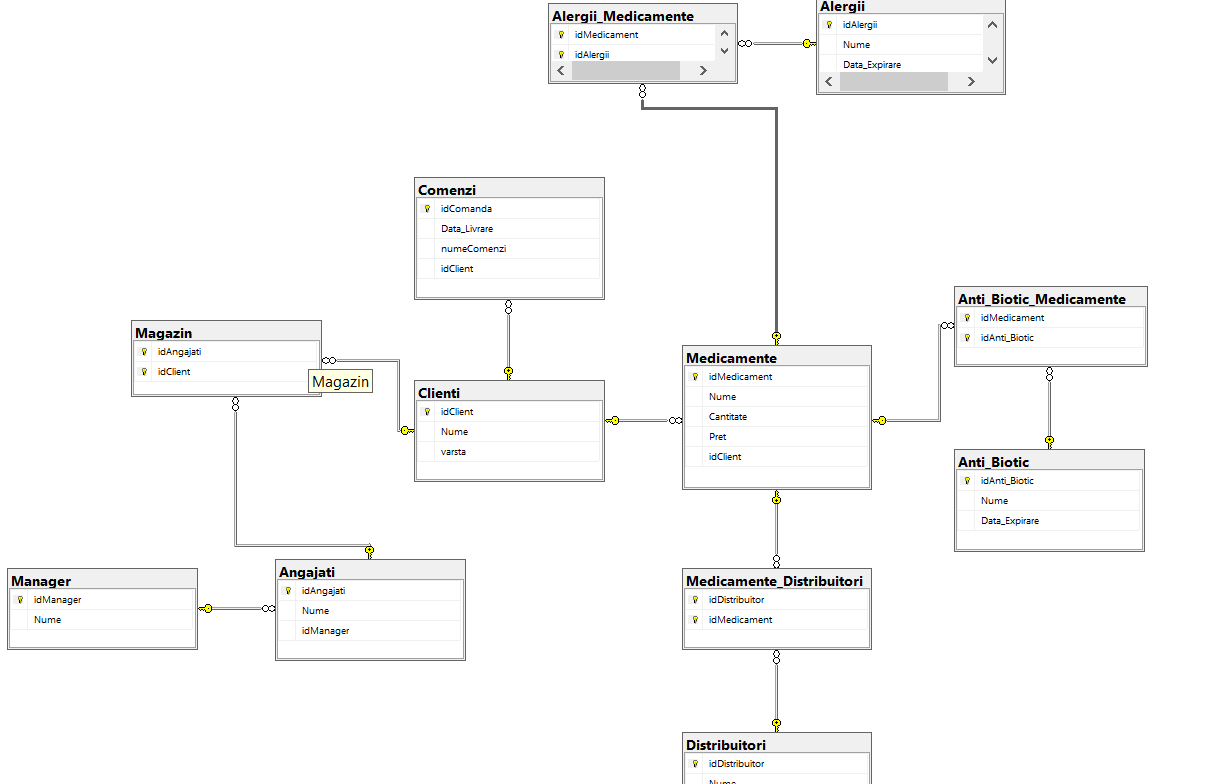 Alergii_Medicamente
idMedicament
idAlergii
Alergii
idAlergii
Nume
Data_Expirare
Comenzi
idComanda
Data_Livrare
numeComenzi
idClient
Magazin
idAngajati
idClient
Magazin
Clienti
idClient
Nume
varsta
Medicamente
idMedicament
Nume
Cantitate
Pret
idClient
Anti_Biotic_Medicamente
idMedicament
idAnti_Biotic
Anti_Biotic
idAnti_Biotic
Nume
Data_Expirare
Manager
idManager
Nume
Angajati
idAngajati
Nume
idManager
Medicamente_Distribuitori
idDistribuitor
idMedicament
Distribuitori
idDistribuitor
Nume